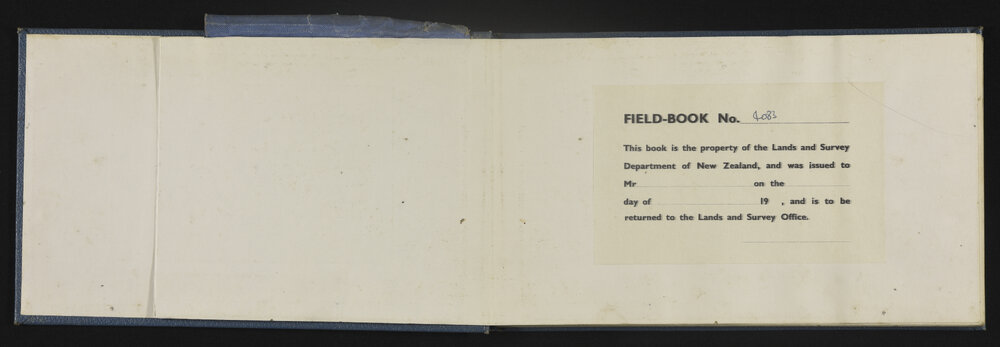 FIELD-BOOK No. 4083
This book is the property of the Lands and Survey
Department of New Zealand, and was issued to
Mr on the
day of 19 , and is to be
returned to the Lands and Survey Office.